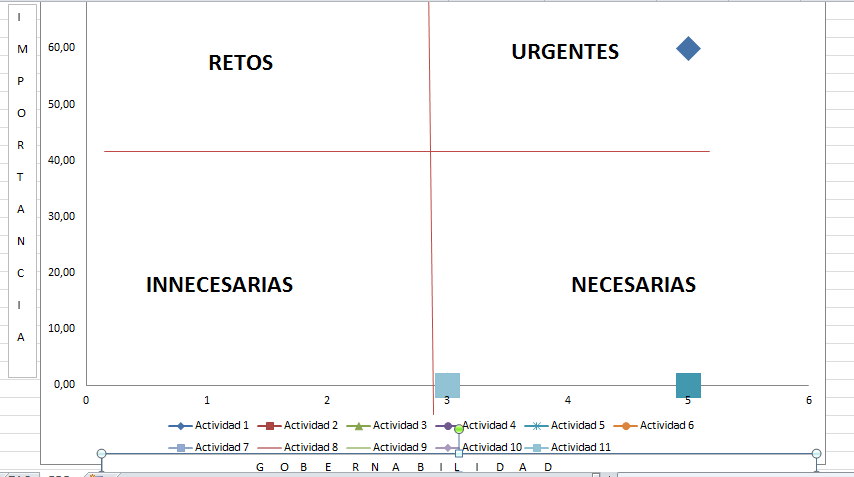 IMPORTANCIA
60,00
RETOS
URGENTES
50,00
40,00
30,00
20,00
INNECESARIAS
NECESARIAS
10,00
0,00
0 1 2 3 4 5 6
Actividad 1 Actividad 2 Actividad 3 Actividad 4 Actividad 5 Actividad 6
Actividad 7 Actividad 8 Actividad 9 Actividad 10 Actividad 11
G O B E R N A B I L I D A D